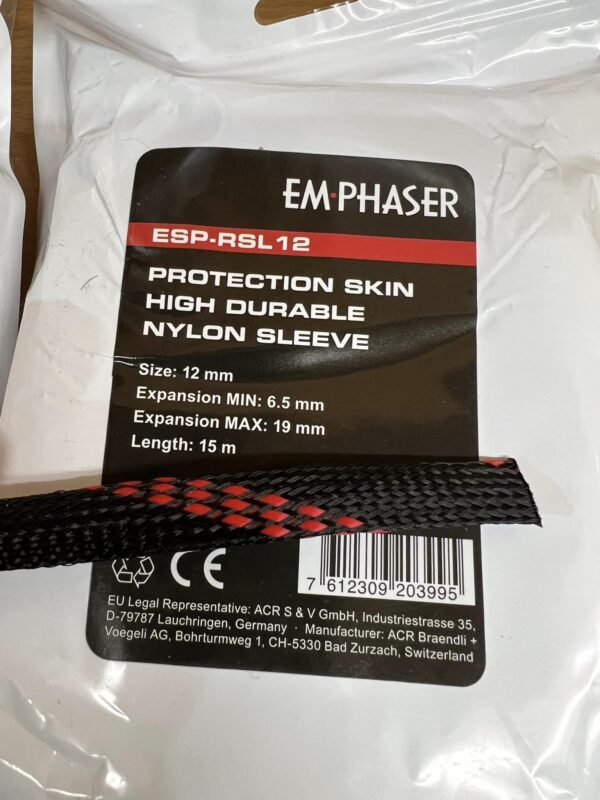 EM·PHASER
ESP-RSL12
PROTECTION SKIN
HIGH DURABLE
NYLON SLEEVE
Size: 12 mm
Expansion MIN: 6.5 mm
Expansion MAX: 19 mm
Length: 15 m
CE
7 612309 203995
EU Legal Representative: ACR S & V GmbH, Industriestrasse 35,
D-79787 Lauchringen, Germany · Manufacturer: ACR Braendli +
Voegeli AG, Bohrturmweg 1, CH-5330 Bad Zurzach, Switzerland